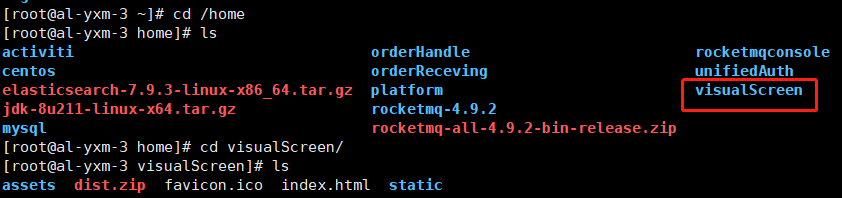 [root@al-yxm-3 ~]# cd /home
[root@al-yxm-3 home]# ls
activiti orderHandle rocketmqconsole
centos orderReceving unifiedAuth
elasticsearch-7.9.3-linux-x86_64.tar.gz platform visualScreen
jdk-8u211-linux-x64.tar.gz rocketmq-4.9.2
mysql rocketmq-all-4.9.2-bin-release.zip
[root@al-yxm-3 home]# cd visualScreen/
[root@al-yxm-3 visualScreen]# ls
assets dist.zip favicon.ico index.html static